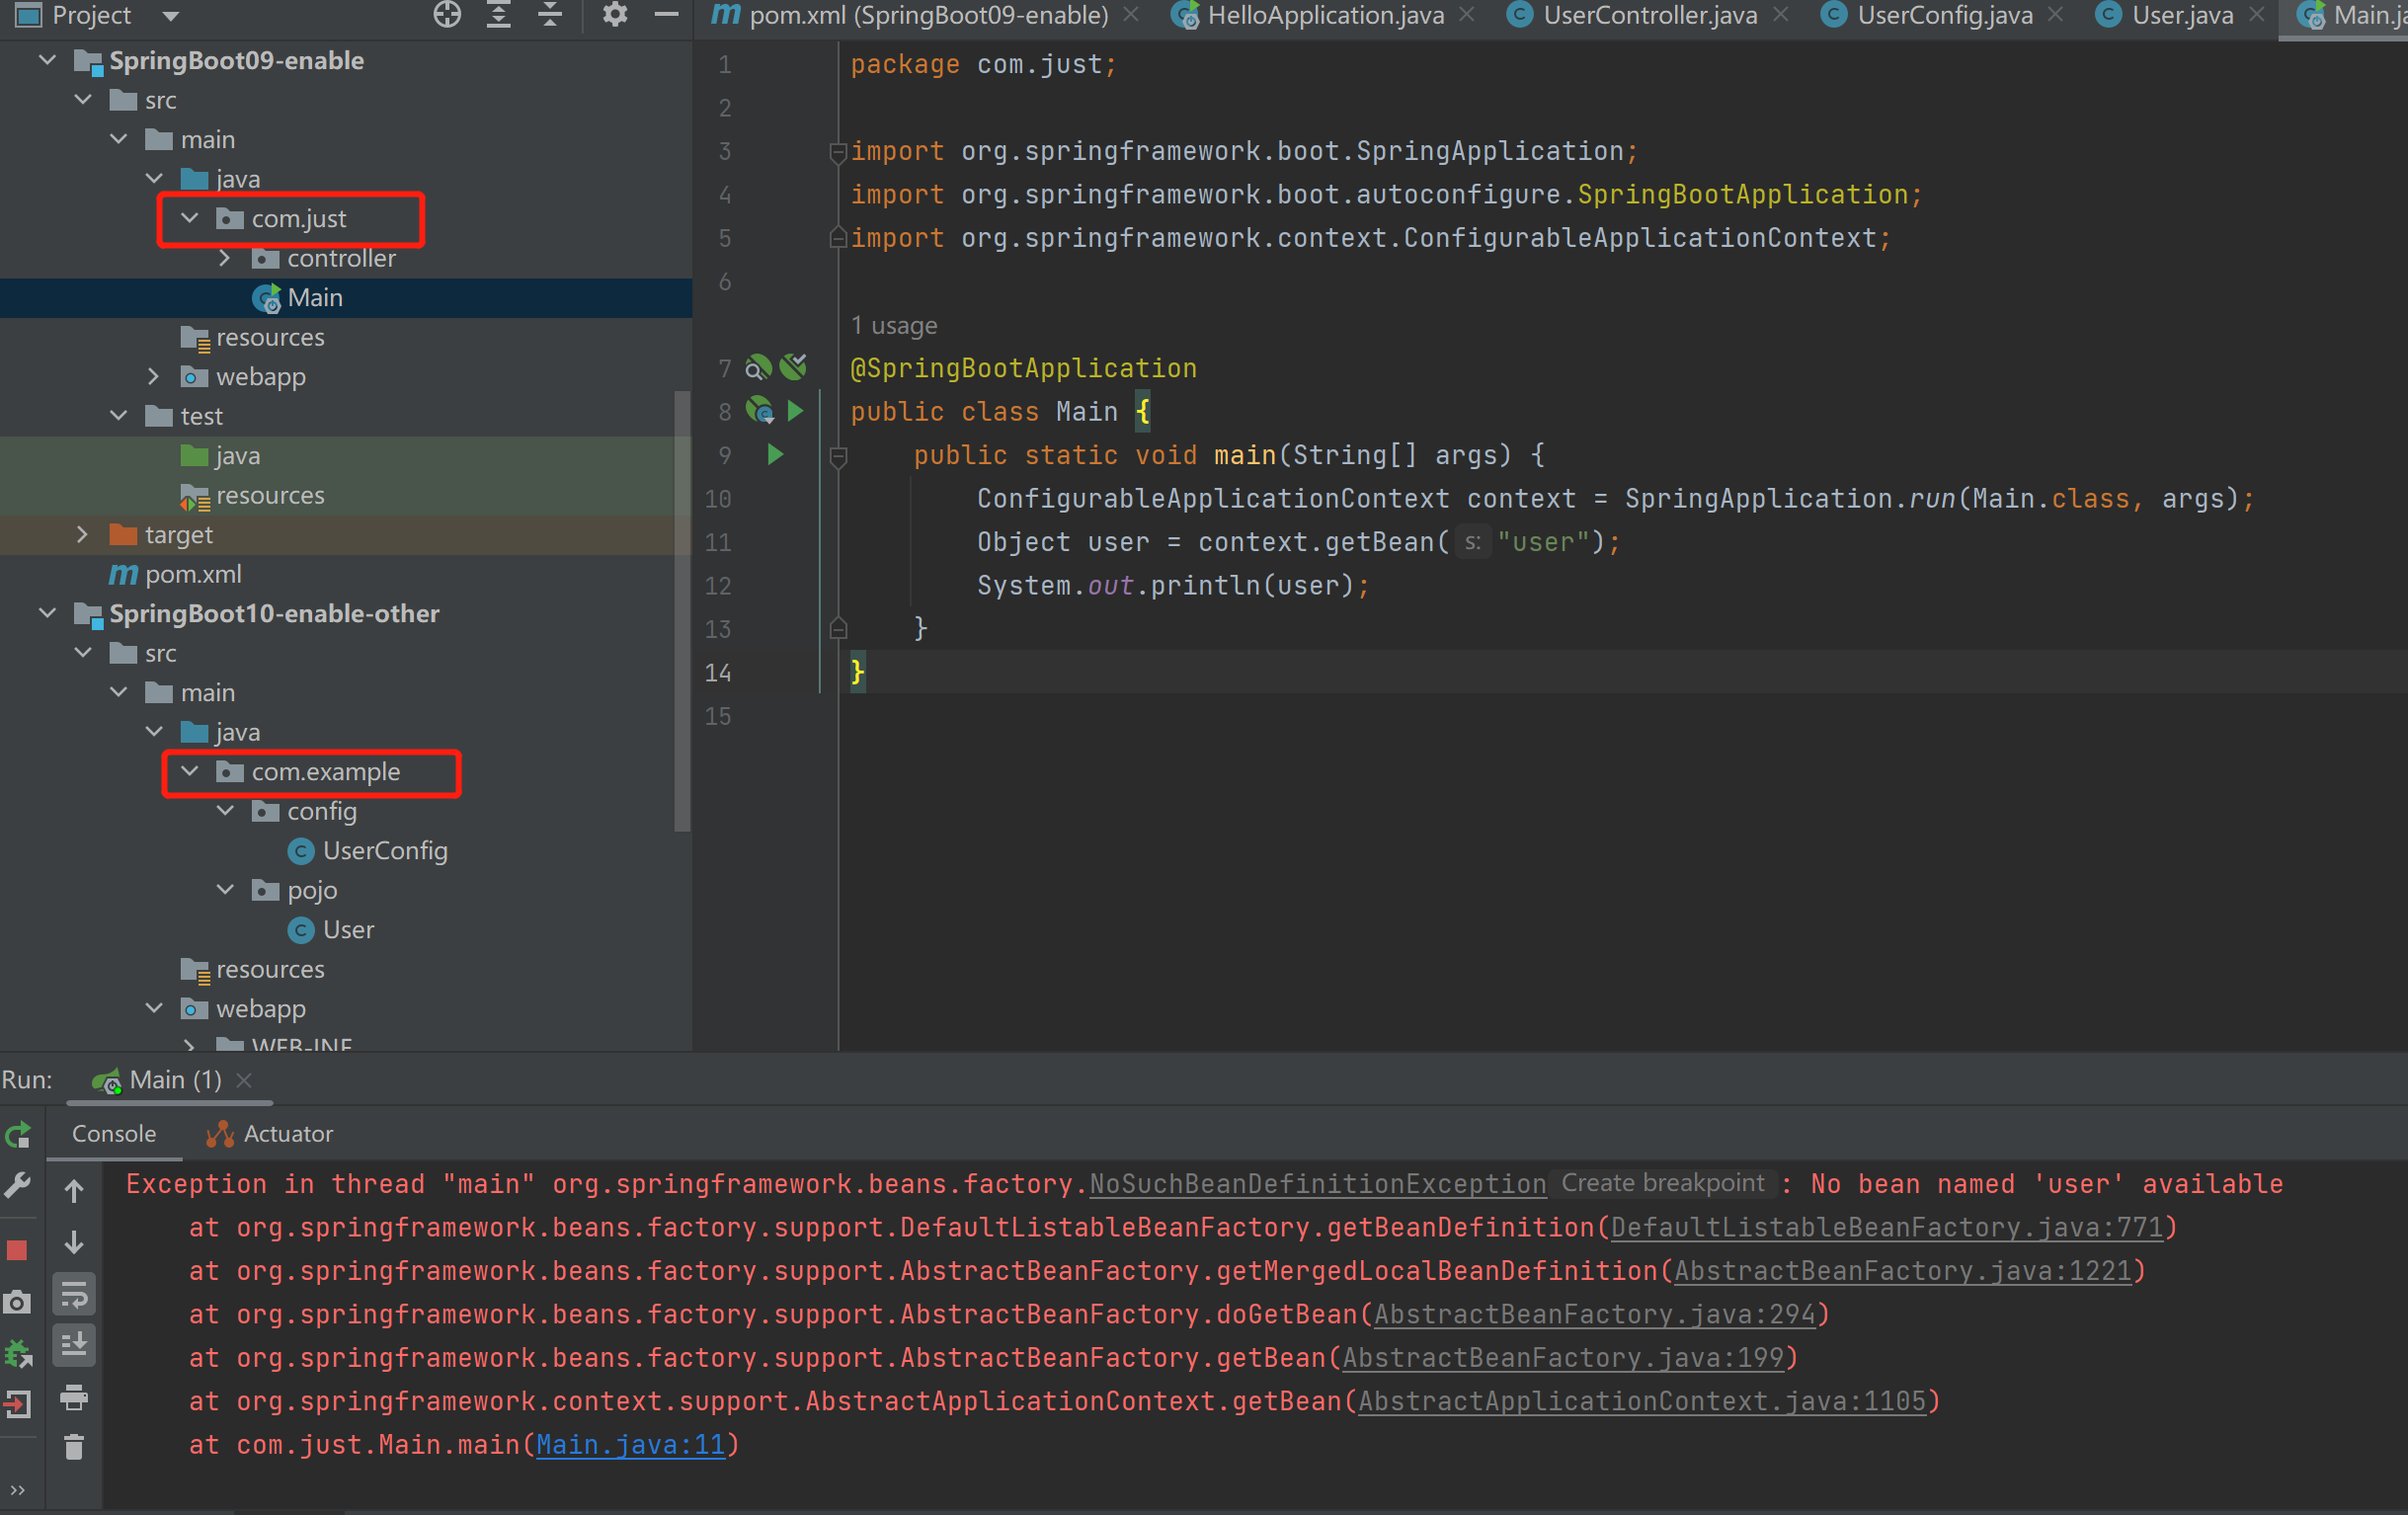 Project
pom.xml (SpringBoot09-enable)
HelloApplication.java
UserController.java
UserConfig.java
User.java
SpringBoot09-enable
src
main
java
com.just
controller
Main
resources
webapp
test
java
resources
target
pom.xml
SpringBoot10-enable-other
src
main
java
com.example
config
UserConfig
pojo
User
resources
webapp
WEB-INF
1 package com.just;
2
3 import org.springframework.boot.SpringApplication;
4 import org.springframework.boot.autoconfigure.SpringBootApplication;
5 import org.springframework.context.ConfigurableApplicationContext;
6
1 usage
7 @SpringBootApplication
8 public class Main {
9 public static void main(String[] args) {
10 ConfigurableApplicationContext context = SpringApplication.run(Main.class, args);
11 Object user = context.getBean( s: "user");
12 System.out.println(user);
13 }
14 }
15
Run: Main (1)
Console Actuator
Exception in thread "main" org.springframework.beans.factory.NoSuchBeanDefinitionException Create breakpoint : No bean named 'user' available
at org.springframework.beans.factory.support.DefaultListableBeanFactory.getBeanDefinition(DefaultListableBeanFactory.java:771)
at org.springframework.beans.factory.support.AbstractBeanFactory.getMergedLocalBeanDefinition(AbstractBeanFactory.java:1221)
at org.springframework.beans.factory.support.AbstractBeanFactory.doGetBean(AbstractBeanFactory.java:294)
at org.springframework.beans.factory.support.AbstractBeanFactory.getBean(AbstractBeanFactory.java:199)
at org.springframework.context.support.AbstractApplicationContext.getBean(AbstractApplicationContext.java:1105)
at com.just.Main.main(Main.java:11)